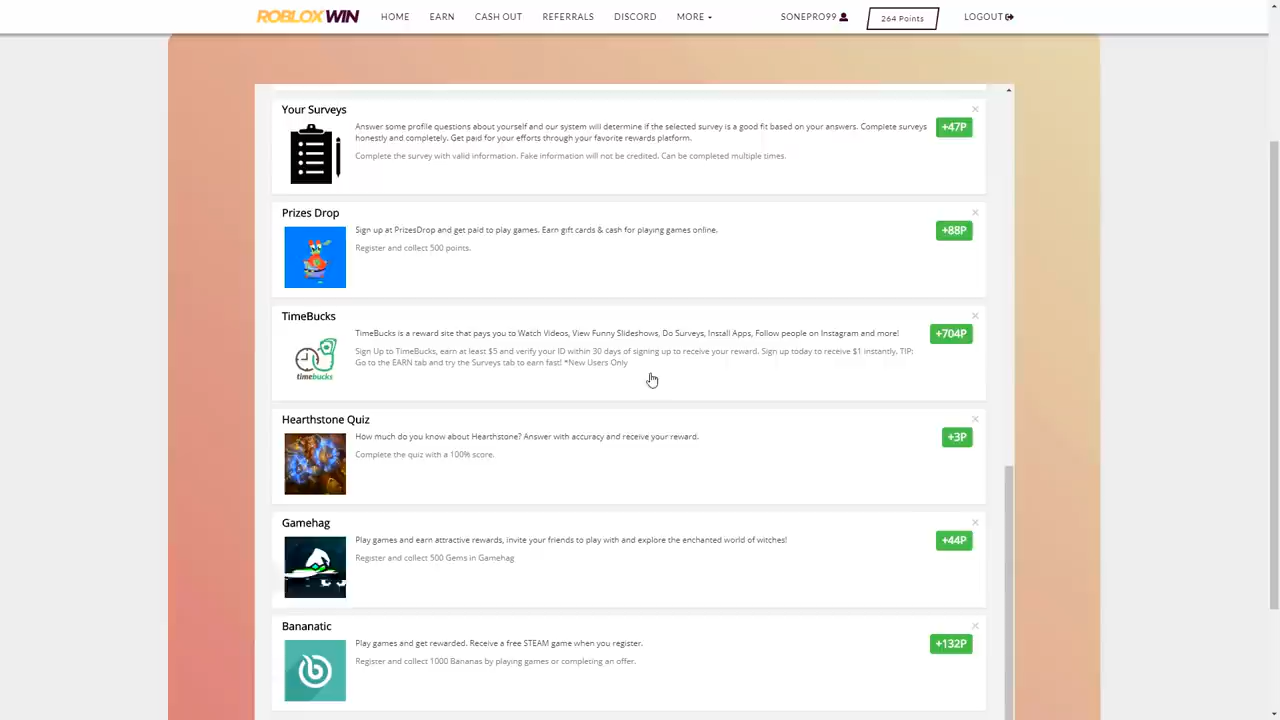 ROBLOXWIN HOME EARN CASH OUT REFERRALS DISCORD MORE SONEPRO99 264 Points LOGOUT
Your Surveys
Answer some profile questions about yourself and our system will determine if the selected survey is a good fit based on your answers. Complete surveys +47P
honestly and completely. Get paid for your efforts through your favorite rewards platform.
Complete the survey with valid information. Fake information will not be credited. Can be completed multiple times.
Prizes Drop
Sign up at PrizesDrop and get paid to play games. Earn gift cards & cash for playing games online. +88P
Register and collect 500 points.
TimeBucks
TimeBucks is a reward site that pays you to Watch Videos, View Funny Slideshows, Do Surveys, Install Apps, Follow people on Instagram and more! +704P
Sign Up to TimeBucks, earn at least $5 and verify your ID within 30 days of signing up to receive your reward. Sign up today to receive $1 instantly. TIP:
Go to the EARN tab and try the Surveys tab to earn fast! *New Users Only
timebucks
Hearthstone Quiz
How much do you know about Hearthstone? Answer with accuracy and receive your reward. +3P
Complete the quiz with a 100% score.
Gamehag
Play games and earn attractive rewards, invite your friends to play with and explore the enchanted world of witches! +44P
Register and collect 500 Gems in Gamehag
Bananatic
Play games and get rewarded. Receive a free STEAM game when you register. +132P
Register and collect 1000 Bananas by playing games or completing an offer.